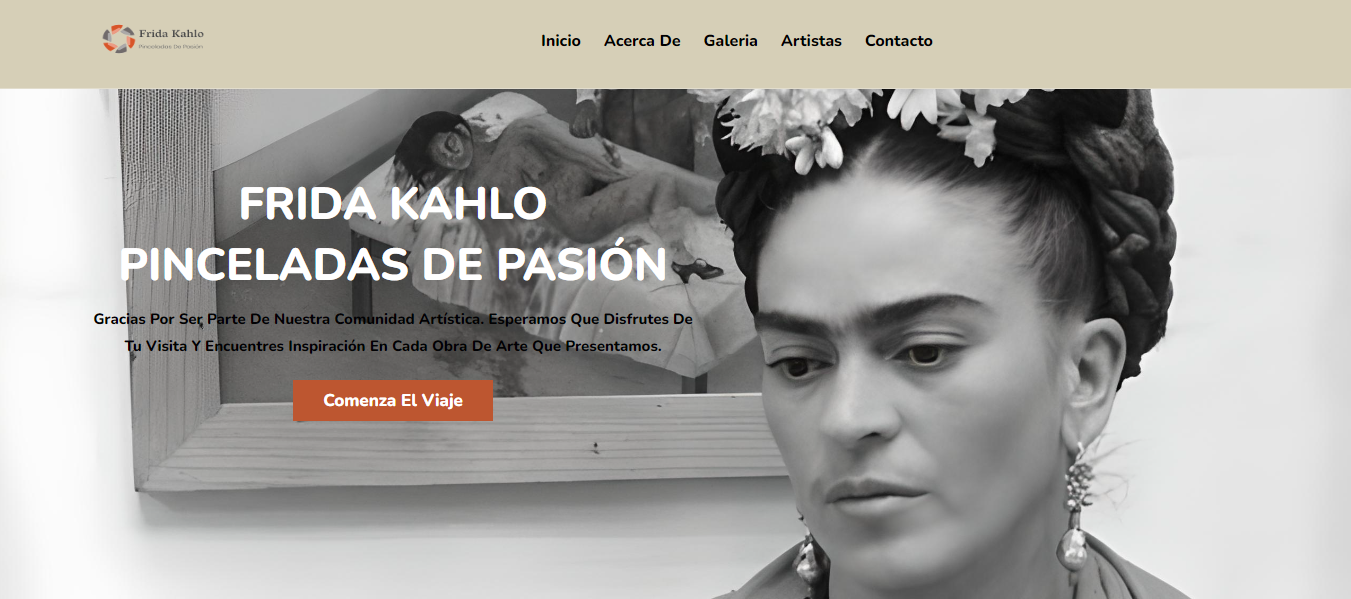 Frida Kahlo
Pinceladas De Pasión
Inicio Acerca De Galeria Artistas Contacto
FRIDA KAHLO
PINCELADAS DE PASIÓN
Gracias Por Ser Parte De Nuestra Comunidad Artística. Esperamos Que Disfrutes De
Tu Visita Y Encuentres Inspiración En Cada Obra De Arte Que Presentamos.
Comenza El Viaje